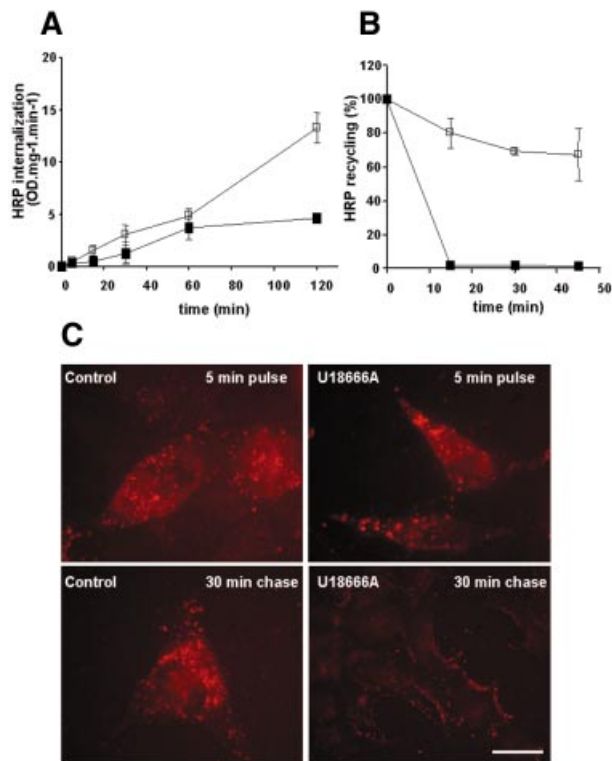 A
HRP internalization
(OD.mg-1.min-1)
20
15
10
5
0
0 20 40 60 80 100 120
time (min)
B
HRP recycling (%)
120
100
80
60
40
20
0
0 10 20 30 40 50
time (min)
C
Control 5 min pulse
U18666A 5 min pulse
Control 30 min chase
U18666A 30 min chase